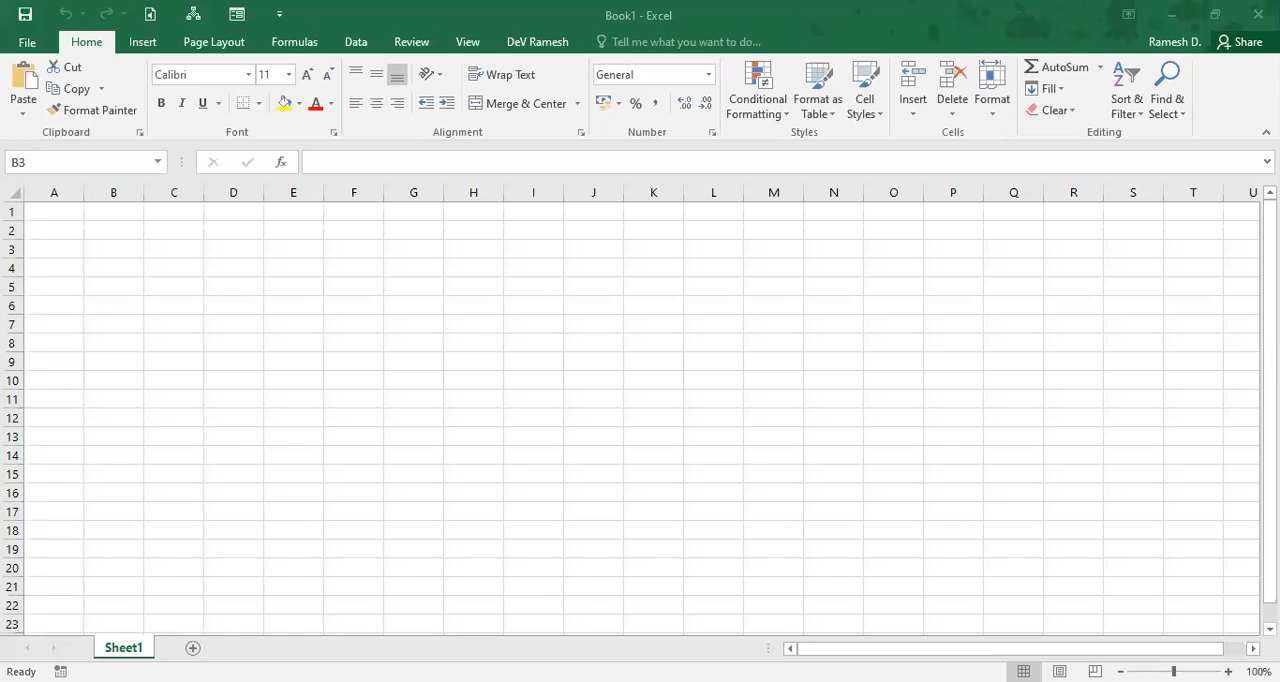 Book1 - Excel
File Home Insert Page Layout Formulas Data Review View DeV Ramesh Tell me what you want to do... Ramesh D. Share
Paste
Cut
Copy
Format Painter
Clipboard
Calibri 11
B I U
Font
Wrap Text
Merge & Center
Alignment
General
%
Number
Conditional
Formatting
Format as
Table
Cell
Styles
Styles
Insert
Delete
Format
Cells
AutoSum
Fill
Clear
Sort &
Filter
Find &
Select
Editing
B3
fx
A B C D E F G H I J K L M N O P Q R S T U
1
2
3
4
5
6
7
8
9
10
11
12
13
14
15
16
17
18
19
20
21
22
23
Sheet1
Ready
100%